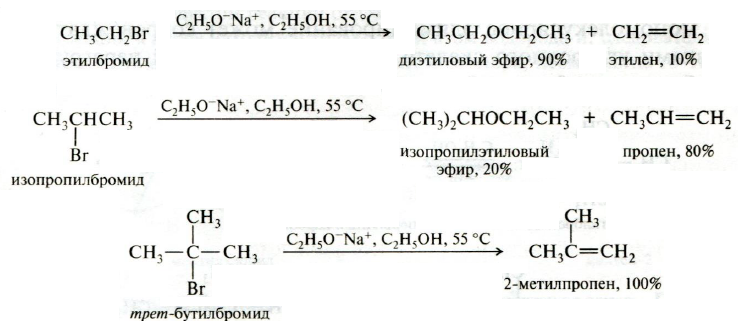 CH₃CH₂Br C₂H₅O⁻Na⁺, C₂H₅OH, 55 °C CH₃CH₂OCH₂CH₃ + CH₂=CH₂
этилбромид диэтиловый эфир, 90% этилен, 10%
CH₃CHCH₃ C₂H₅O⁻Na⁺, C₂H₅OH, 55 °C (CH₃)₂CHOCH₂CH₃ + CH₃CH=CH₂
Br изопропилэтиловый пропен, 80%
изопропилбромид эфир, 20%
CH₃ CH₃
CH₃—C—CH₃ C₂H₅O⁻Na⁺, C₂H₅OH, 55 °C CH₃C=CH₂
Br 2-метилпропен, 100%
трет-бутилбромид